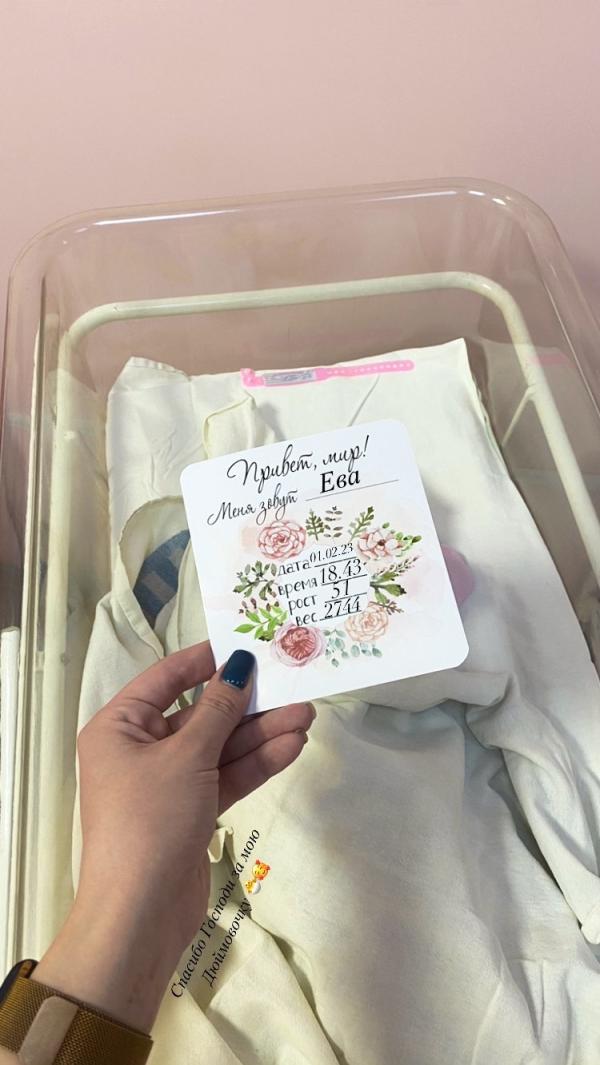 Привет, мир!
Меня зовут Ева
дата 01.02.23
время 18.43
рост 51
вес 2744
Спасибо Господи за мою
Дюймовочку